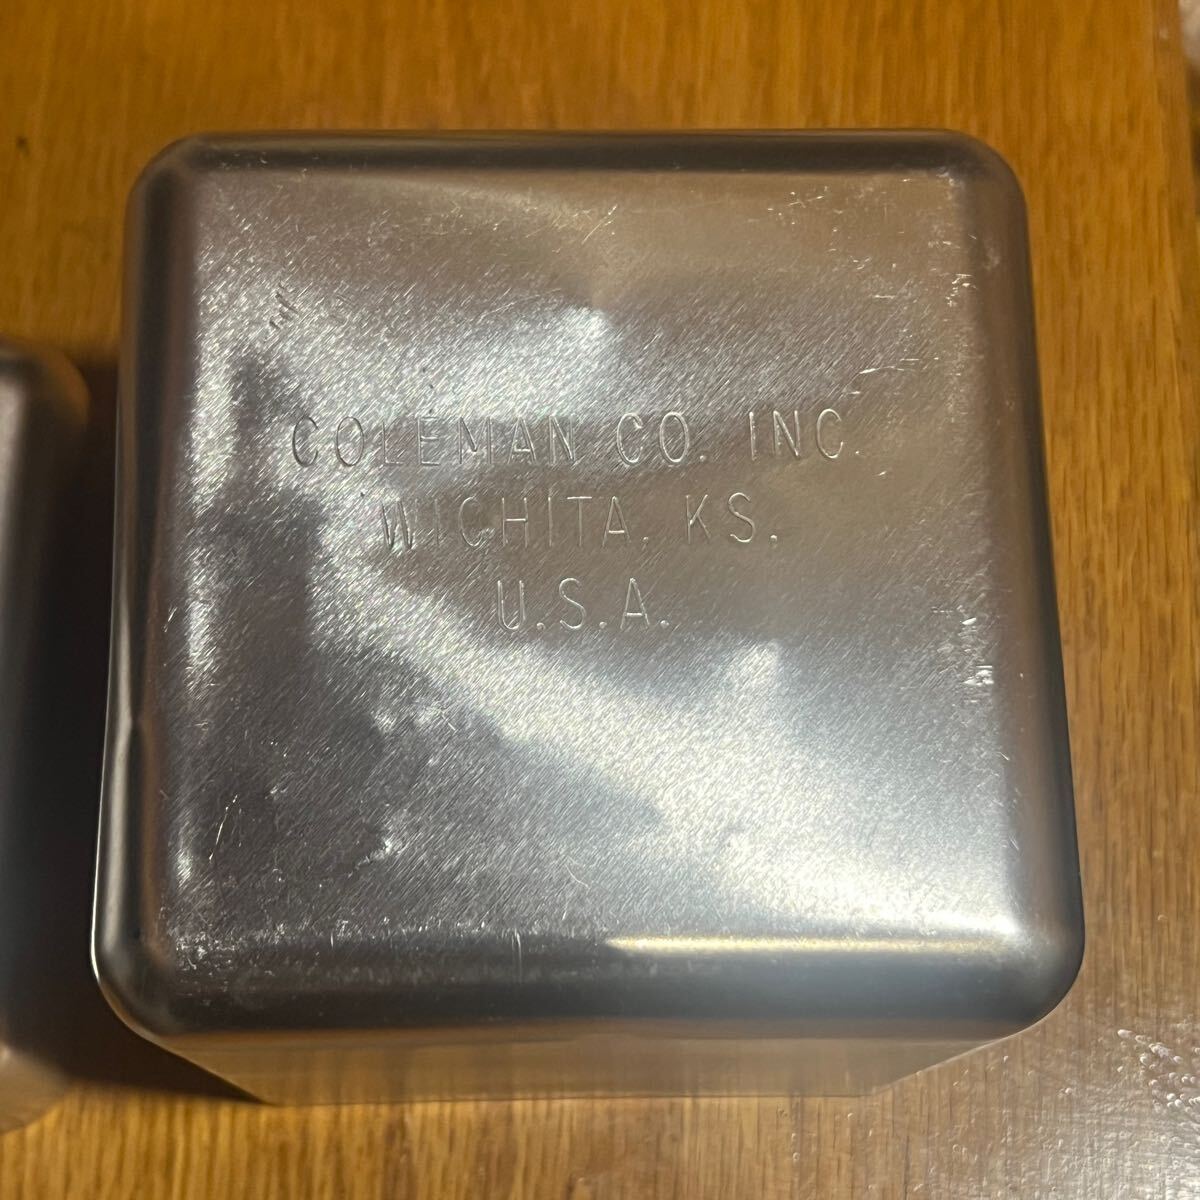 COLEMAN CO. INC.
WICHITA, KS.
U.S.A.